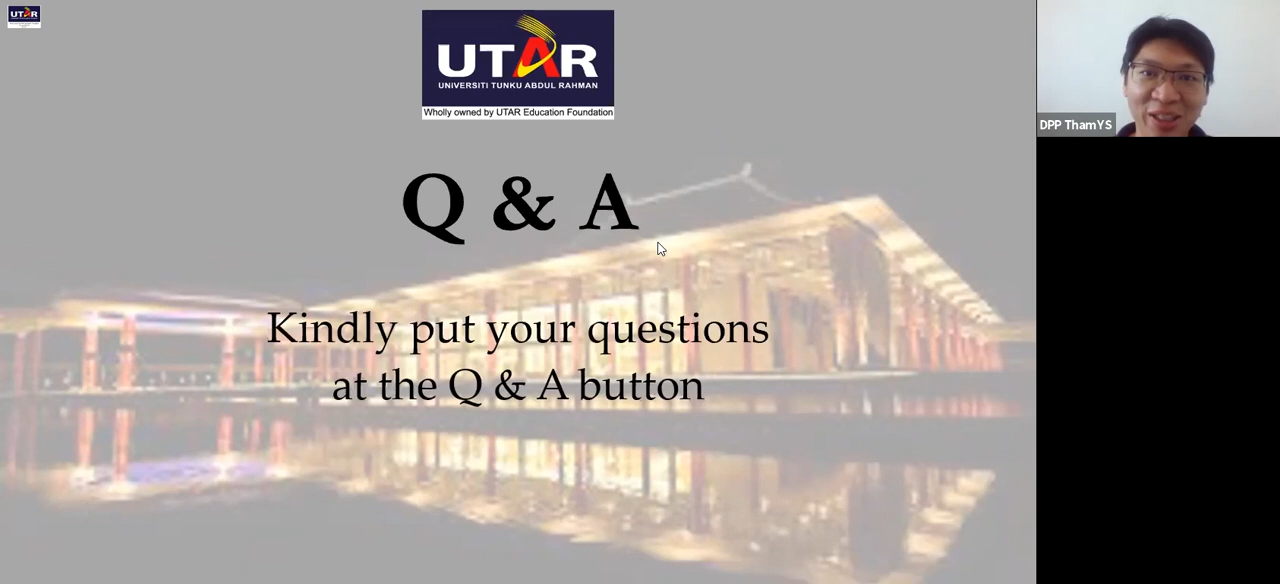 UTAR
UTAR
UNIVERSITI TUNKU ABDUL RAHMAN
Wholly owned by UTAR Education Foundation
Q & A
Kindly put your questions
at the Q & A button
DPP ThamYS